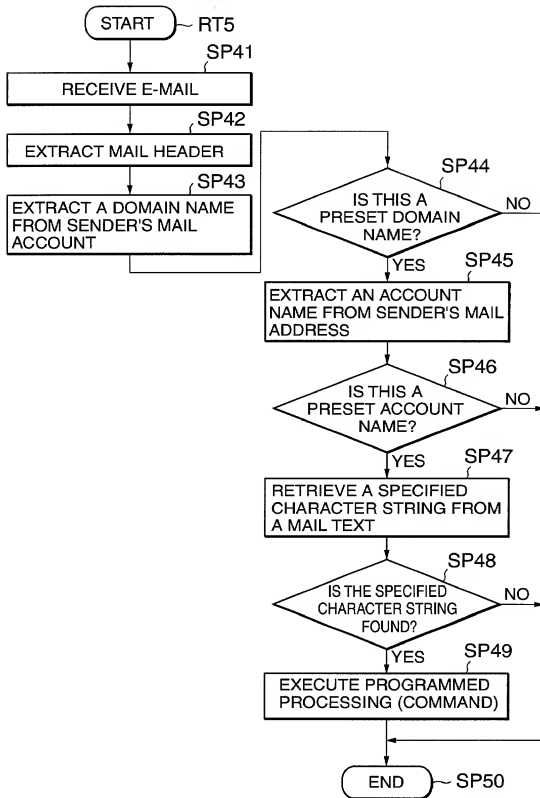 START
RT5
SP41
RECEIVE E-MAIL
SP42
EXTRACT MAIL HEADER
SP43
EXTRACT A DOMAIN NAME
FROM SENDER'S MAIL
ACCOUNT
SP44
IS THIS A
PRESET DOMAIN
NAME?
NO
YES
SP45
EXTRACT AN ACCOUNT
NAME FROM SENDER'S MAIL
ADDRESS
SP46
IS THIS A
PRESET ACCOUNT
NAME?
NO
YES
SP47
RETRIEVE A SPECIFIED
CHARACTER STRING FROM
A MAIL TEXT
SP48
IS THE SPECIFIED
CHARACTER STRING
FOUND?
NO
YES
SP49
EXECUTE PROGRAMMED
PROCESSING (COMMAND)
END
SP50